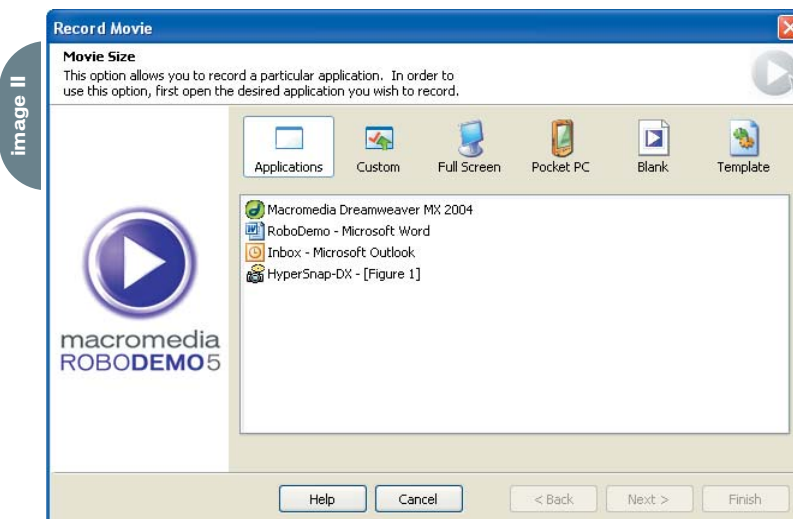 image II
Record Movie
Movie Size
This option allows you to record a particular application. In order to
use this option, first open the desired application you wish to record.
Applications Custom Full Screen Pocket PC Blank Template
Macromedia Dreamweaver MX 2004
RoboDemo - Microsoft Word
Inbox - Microsoft Outlook
HyperSnap-DX - [Figure 1]
macromedia
ROBODEMO5
Help Cancel < Back Next > Finish